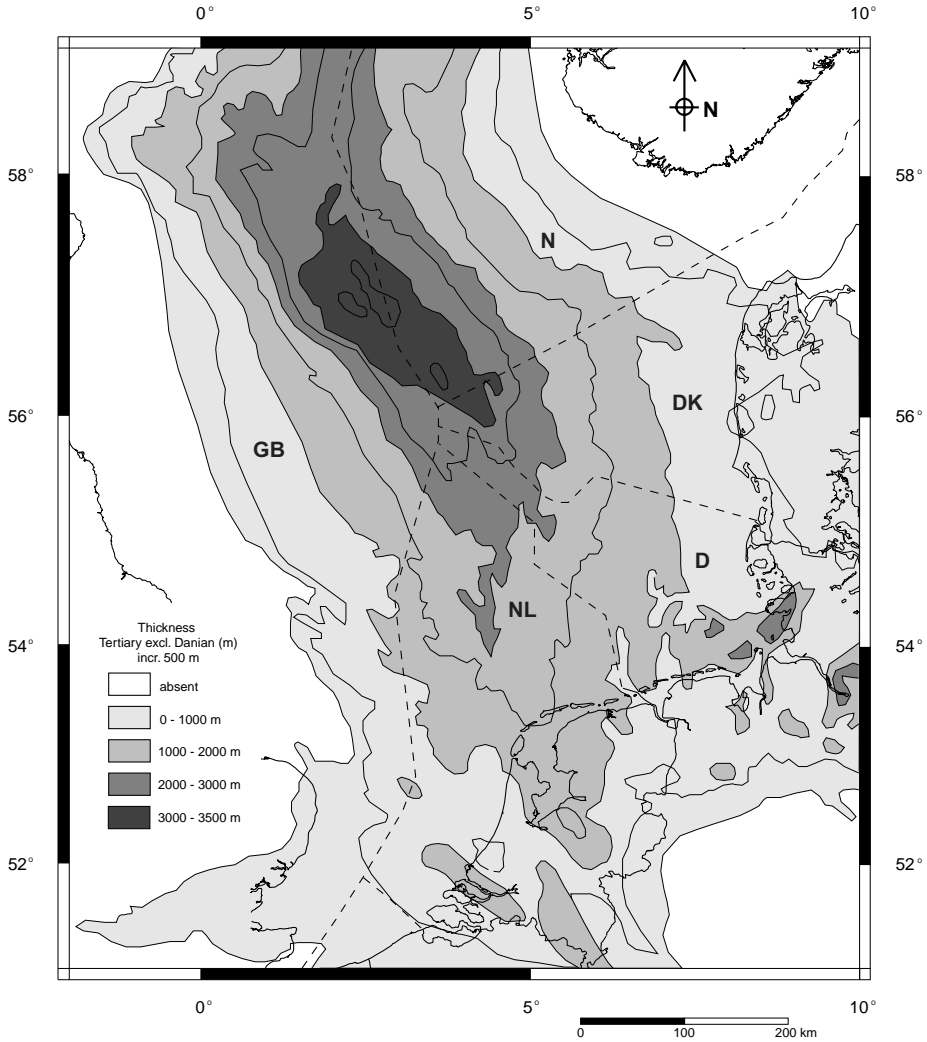 0° 5° 10°
N
58° 58°
N
56° DK 56°
GB
D
NL
Thickness
Tertiary excl. Danian (m)
incr. 500 m
54° 54°
absent
0 - 1000 m
1000 - 2000 m
2000 - 3000 m
3000 - 3500 m
52° 52°
0° 5° 10°
0 100 200 km